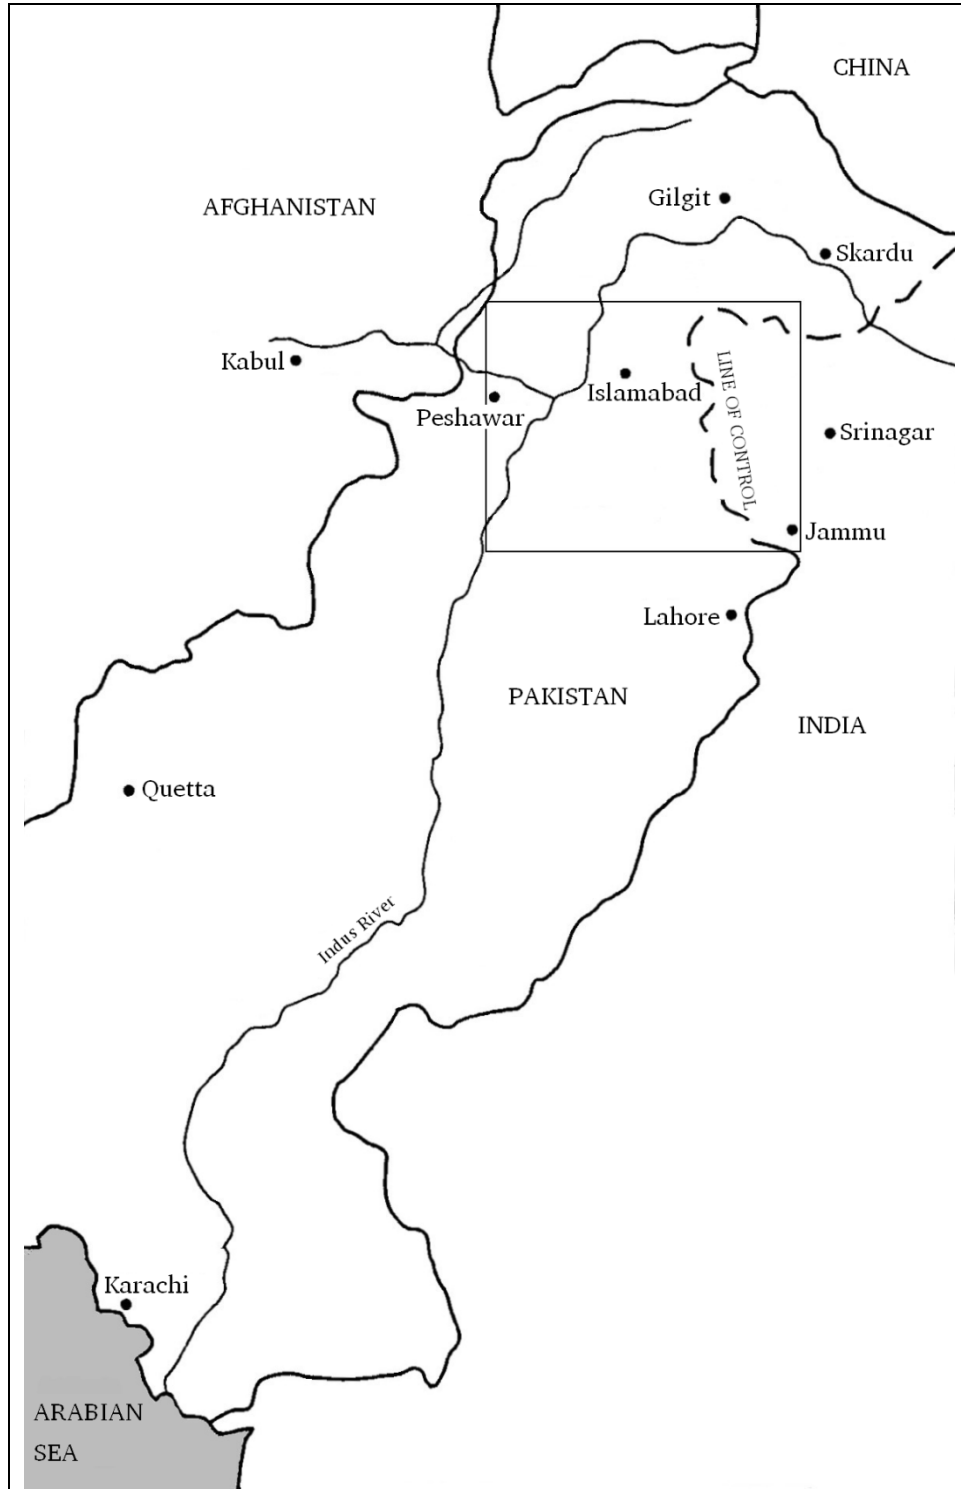 CHINA
Gilgit
AFGHANISTAN
Skardu
Kabul
Islamabad
LINE OF CONTROL
Peshawar
Srinagar
Jammu
Lahore
PAKISTAN
INDIA
Quetta
Indus River
Karachi
ARABIAN
SEA